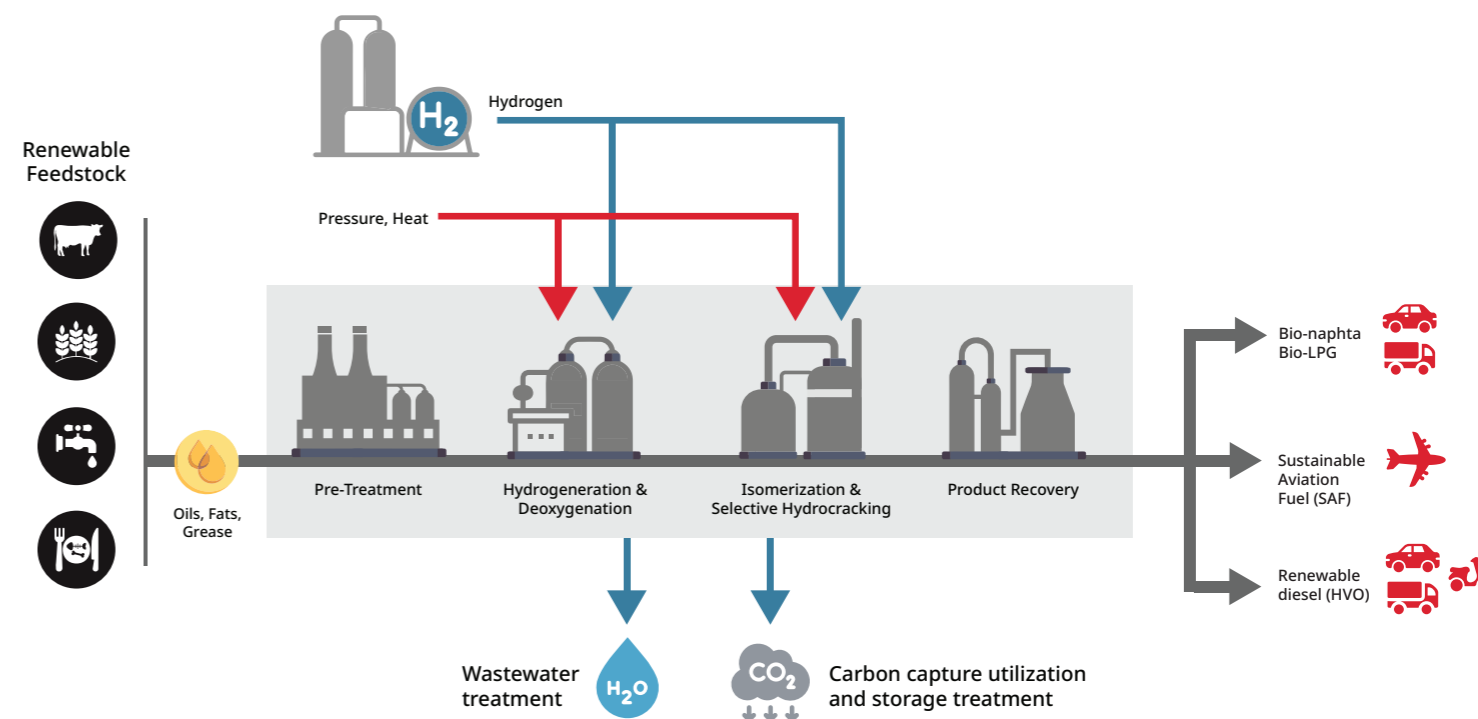 H2
Hydrogen
Renewable
Feedstock
Pressure, Heat
Oils, Fats,
Grease
Pre-Treatment
Hydrogeneration &
Deoxygenation
Isomerization &
Selective Hydrocracking
Product Recovery
Bio-naphta
Bio-LPG
Sustainable
Aviation
Fuel (SAF)
Renewable
diesel (HVO)
Wastewater
treatment
H2O
CO2
Carbon capture utilization
and storage treatment